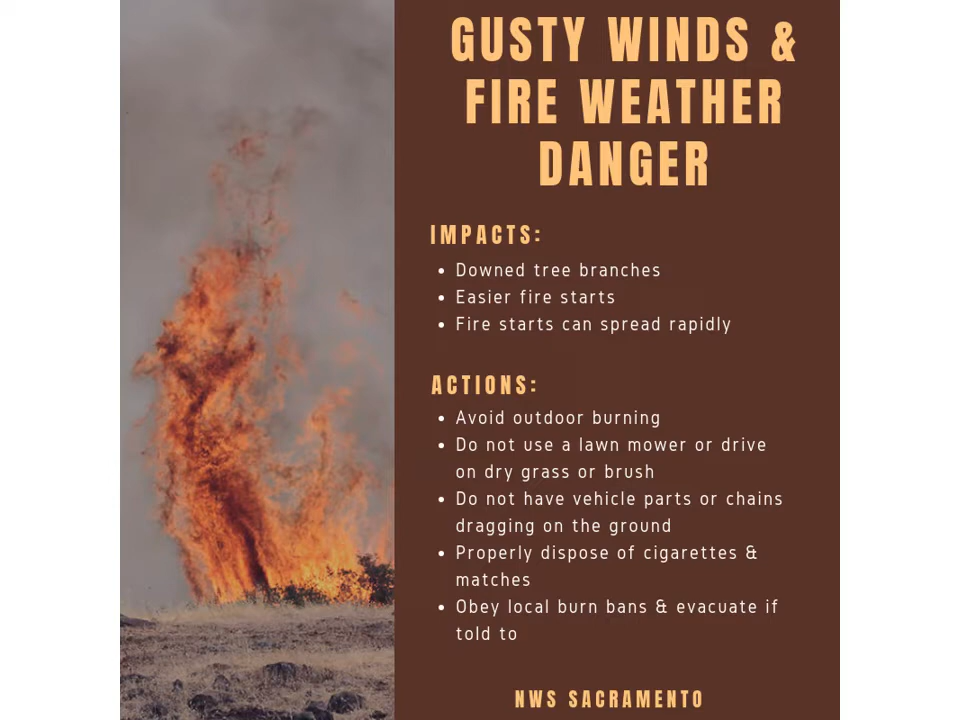 GUSTY WINDS &
FIRE WEATHER
DANGER
IMPACTS:
• Downed tree branches
• Easier fire starts
• Fire starts can spread rapidly
ACTIONS:
• Avoid outdoor burning
• Do not use a lawn mower or drive
on dry grass or brush
• Do not have vehicle parts or chains
dragging on the ground
• Properly dispose of cigarettes &
matches
• Obey local burn bans & evacuate if
told to
NWS SACRAMENTO